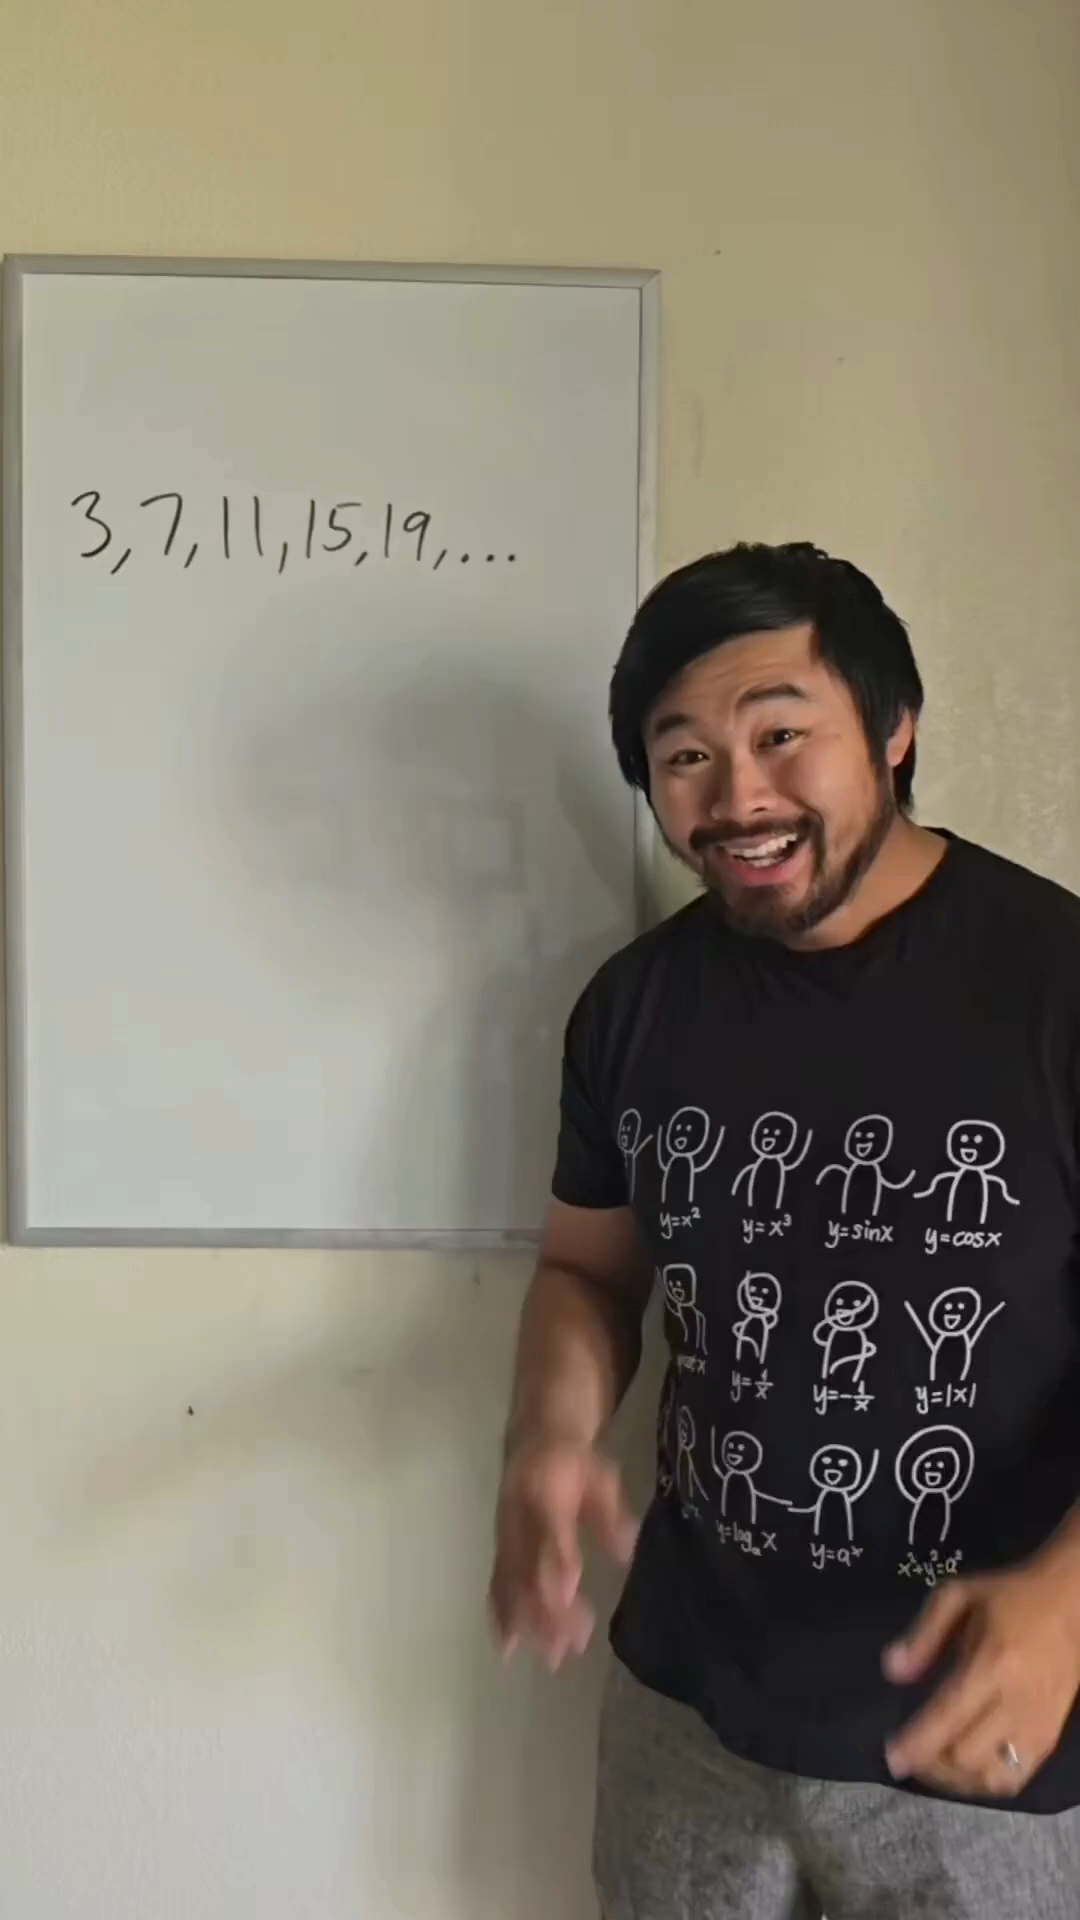 3, 7, 11, 15, 19, ...
y=x²
y=x³
y=sinx
y=cosx
y=1/x
y=-1/x
y=|x|
y=logₐx
y=aˣ
x²+y²=a²